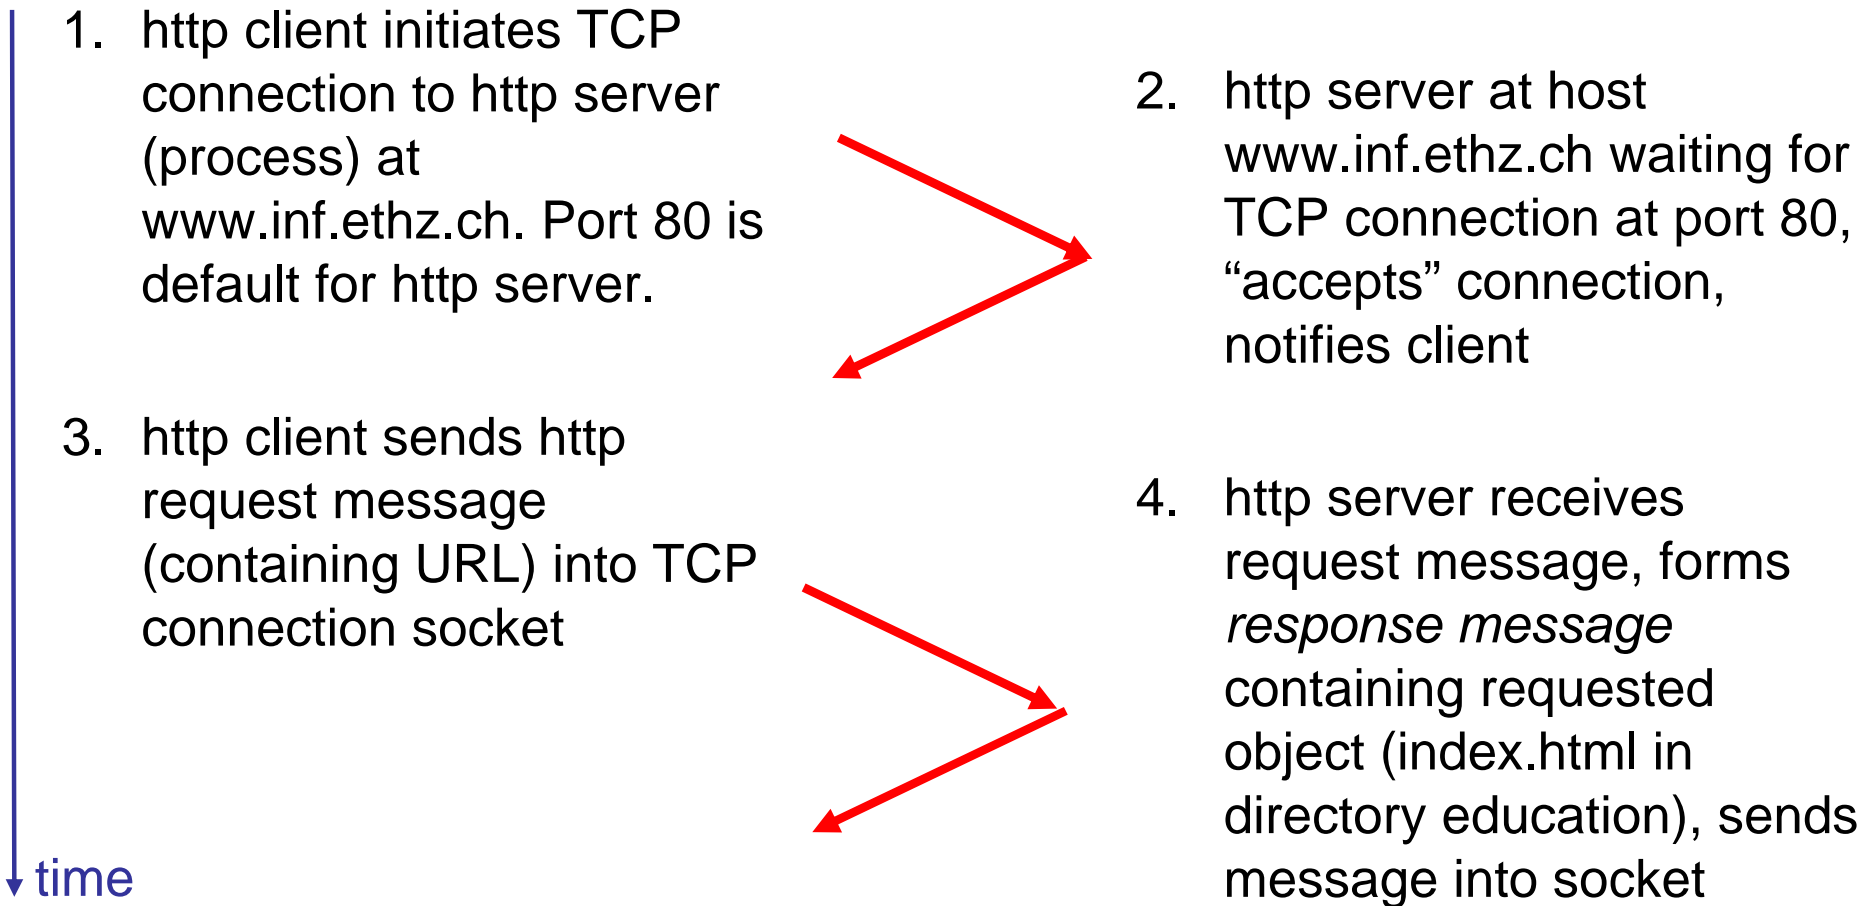 1. http client initiates TCP
connection to http server
(process) at
www.inf.ethz.ch. Port 80 is
default for http server.
2. http server at host
www.inf.ethz.ch waiting for
TCP connection at port 80,
“accepts” connection,
notifies client
3. http client sends http
request message
(containing URL) into TCP
connection socket
4. http server receives
request message, forms
response message
containing requested
object (index.html in
directory education), sends
message into socket
time